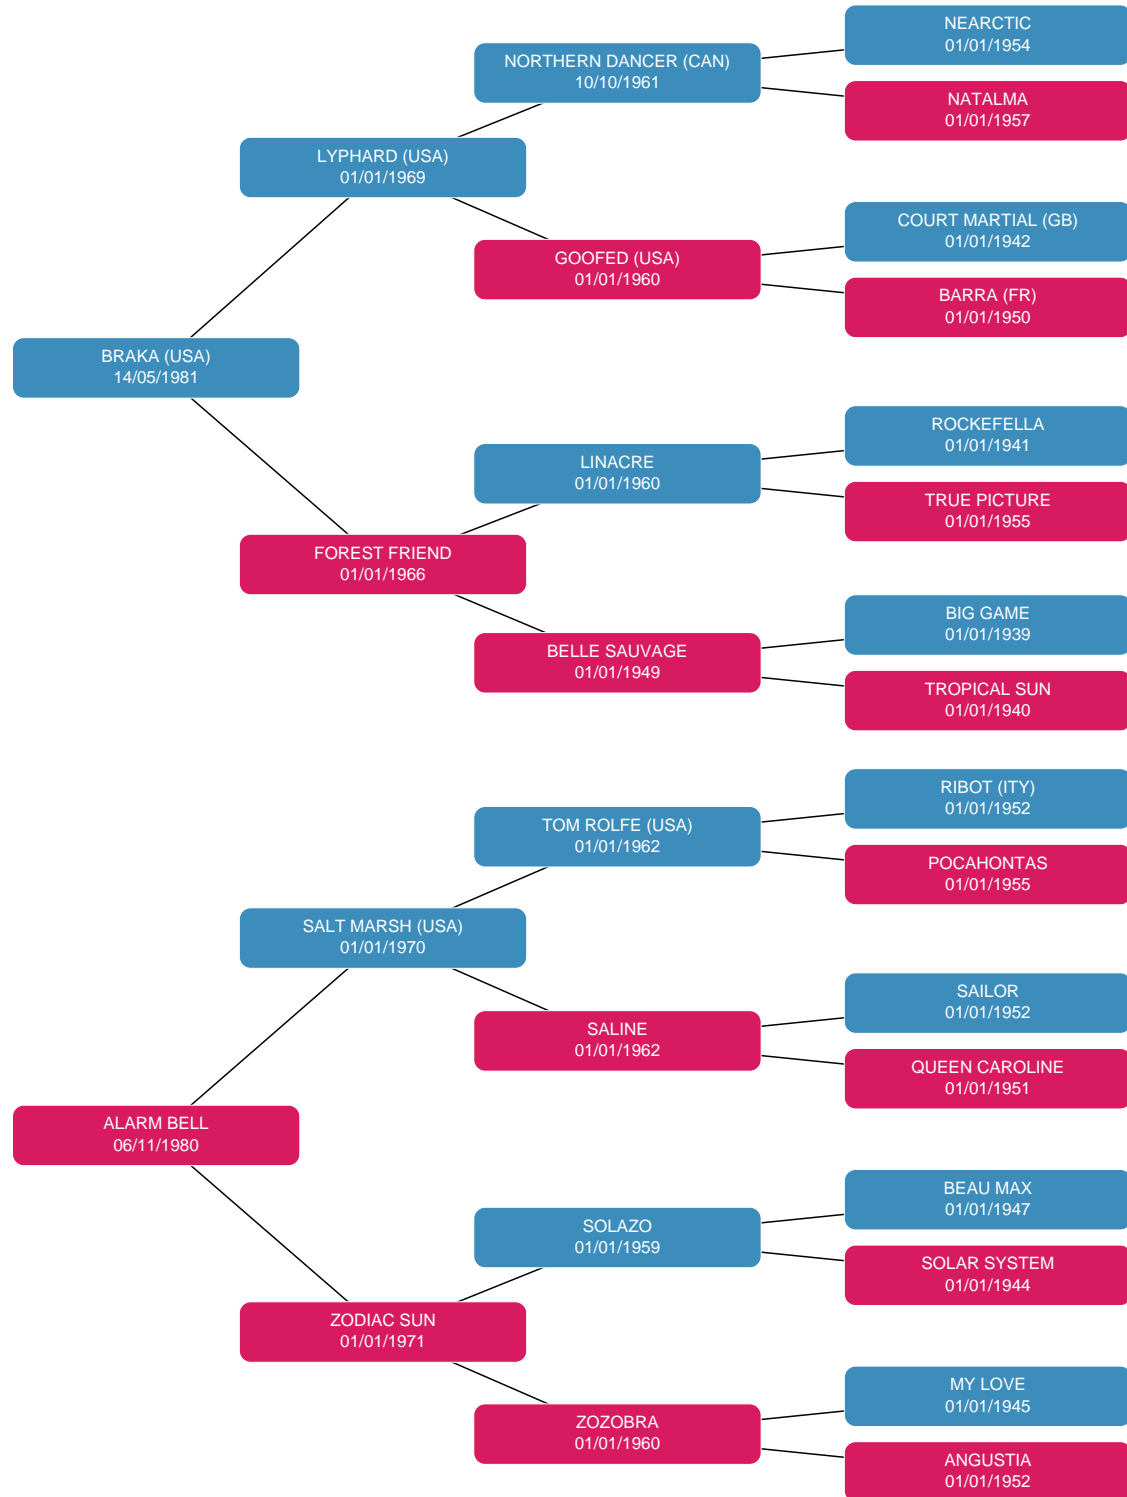 NEARCTIC
01/01/1954
NORTHERN DANCER (CAN)
10/10/1961
NATALMA
01/01/1957
LYPHARD (USA)
01/01/1969
COURT MARTIAL (GB)
01/01/1942
GOOFED (USA)
01/01/1960
BARRA (FR)
01/01/1950
BRAKA (USA)
14/05/1981
ROCKEFELLA
01/01/1941
LINACRE
01/01/1960
TRUE PICTURE
01/01/1955
FOREST FRIEND
01/01/1966
BIG GAME
01/01/1939
BELLE SAUVAGE
01/01/1949
TROPICAL SUN
01/01/1940
RIBOT (ITY)
01/01/1952
TOM ROLFE (USA)
01/01/1962
POCAHONTAS
01/01/1955
SALT MARSH (USA)
01/01/1970
SAILOR
01/01/1952
SALINE
01/01/1962
QUEEN CAROLINE
01/01/1951
ALARM BELL
06/11/1980
BEAU MAX
01/01/1947
SOLAZO
01/01/1959
SOLAR SYSTEM
01/01/1944
ZODIAC SUN
01/01/1971
MY LOVE
01/01/1945
ZOZOBRA
01/01/1960
ANGUSTIA
01/01/1952